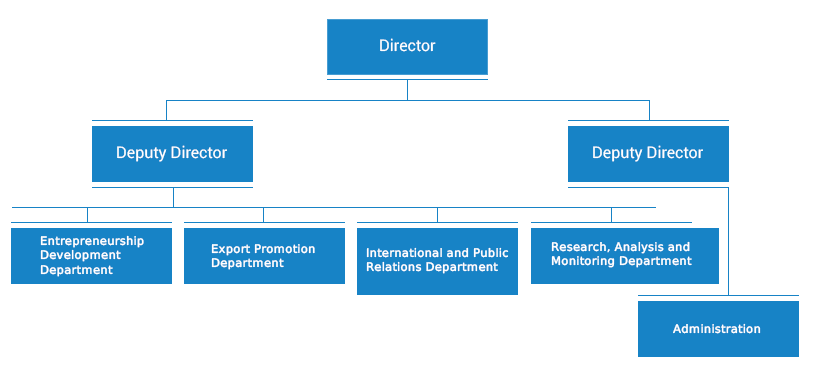 Director
Deputy Director
Deputy Director
Entrepreneurship
Development
Department
Export Promotion
Department
International and Public
Relations Department
Research, Analysis and
Monitoring Department
Administration